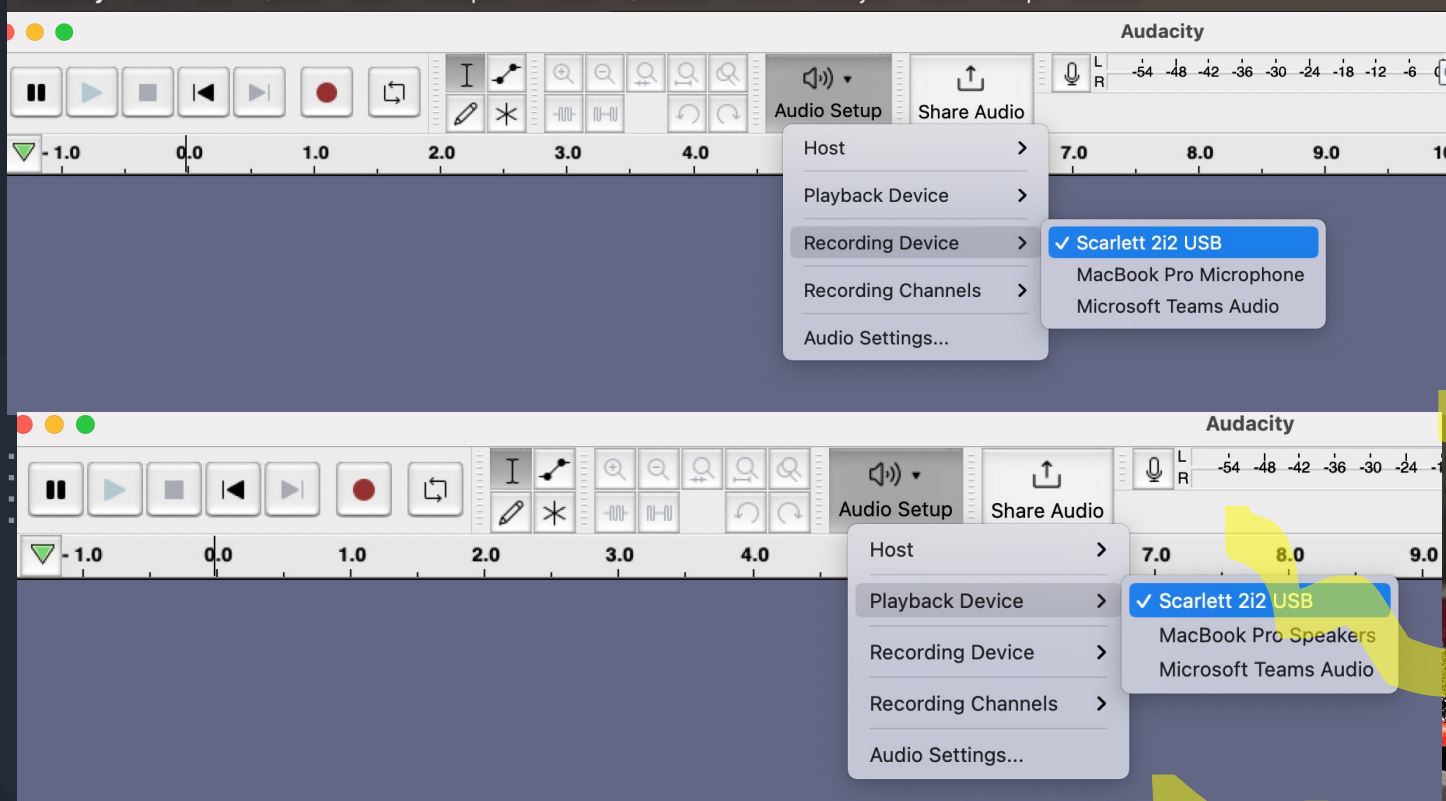 Audacity
L
R
-54 -48 -42 -36 -30 -24 -18 -12 -6
Audio Setup
Share Audio
- 1.0 0.0 1.0 2.0 3.0 4.0 7.0 8.0 9.0
Host
Playback Device
Recording Device
✓ Scarlett 2i2 USB
MacBook Pro Microphone
Recording Channels
Microsoft Teams Audio
Audio Settings...
Audacity
L
R
-54 -48 -42 -36 -30 -24
Audio Setup
Share Audio
- 1.0 0.0 1.0 2.0 3.0 4.0 7.0 8.0 9.0
Host
Playback Device
✓ Scarlett 2i2 USB
MacBook Pro Speakers
Recording Device
Microsoft Teams Audio
Recording Channels
Audio Settings...